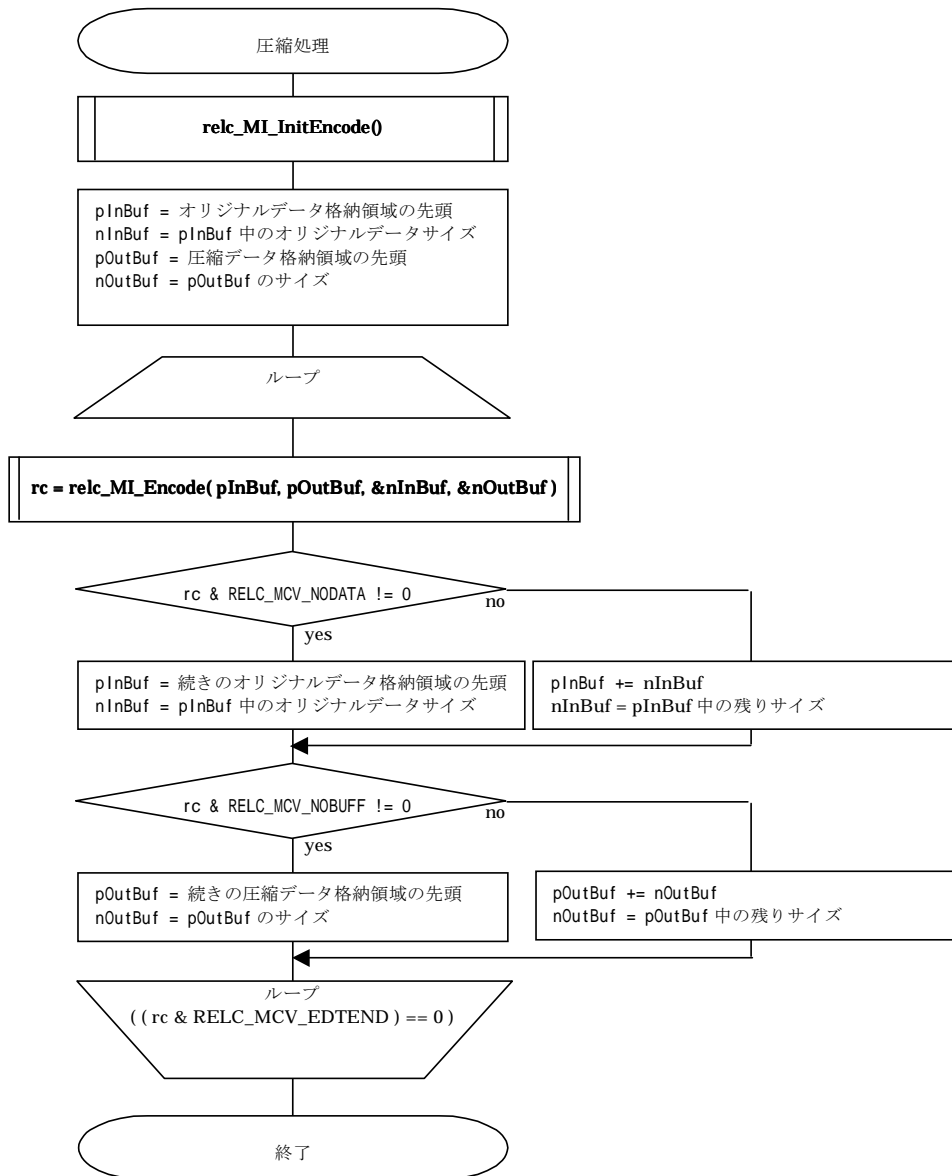 圧縮処理
relc_MI_InitEncode()
pInBuf = オリジナルデータ格納領域の先頭
nInBuf = pInBuf 中のオリジナルデータサイズ
pOutBuf = 圧縮データ格納領域の先頭
nOutBuf = pOutBuf のサイズ
ループ
rc = relc_MI_Encode( pInBuf, pOutBuf, &nInBuf, &nOutBuf )
rc & RELC_MCV_NODATA != 0
no
yes
pInBuf = 続きのオリジナルデータ格納領域の先頭
nInBuf = pInBuf 中のオリジナルデータサイズ
pInBuf += nInBuf
nInBuf = pInBuf 中の残りサイズ
rc & RELC_MCV_NOBUFF != 0
no
yes
pOutBuf = 続きの圧縮データ格納領域の先頭
nOutBuf = pOutBuf のサイズ
pOutBuf += nOutBuf
nOutBuf = pOutBuf 中の残りサイズ
ループ
( ( rc & RELC_MCV_EDTEND ) == 0 )
終了